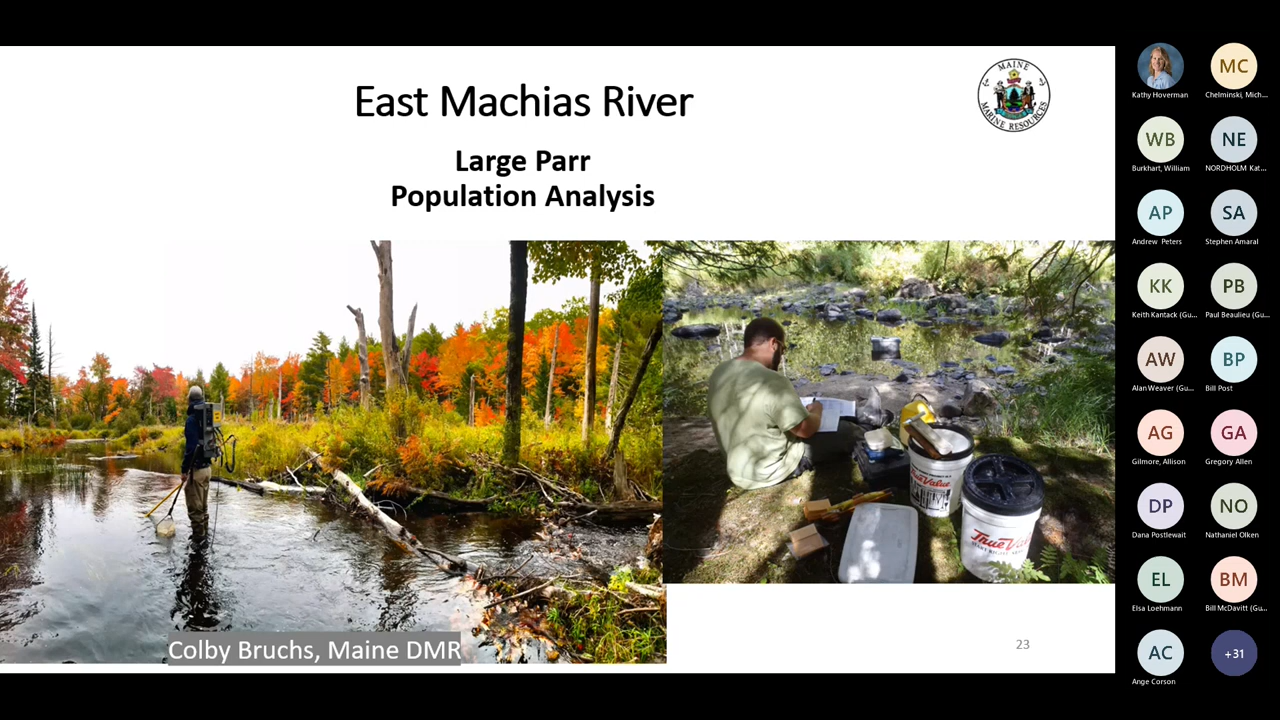 East Machias River
Large Parr
Population Analysis
MAINE
MARINE RESOURCES
True Value
Colby Bruchs, Maine DMR
23
Kathy Hoverman
MC
Chelminski, Mich...
WB
Burkhart, William
NE
NORDHOLM Kat...
AP
Andrew Peters
SA
Stephen Amaral
KK
Keith Kantack (Gu...
PB
Paul Beaulieu (Gu...
AW
Alan Weaver (Gu...
BP
Bill Post
AG
Gilmore, Allison
GA
Gregory Allen
DP
Dana Postlewait
NO
Nathaniel Olken
EL
Elsa Loehmann
BM
Bill McDavitt (Gu...
AC
Ange Corson
+31